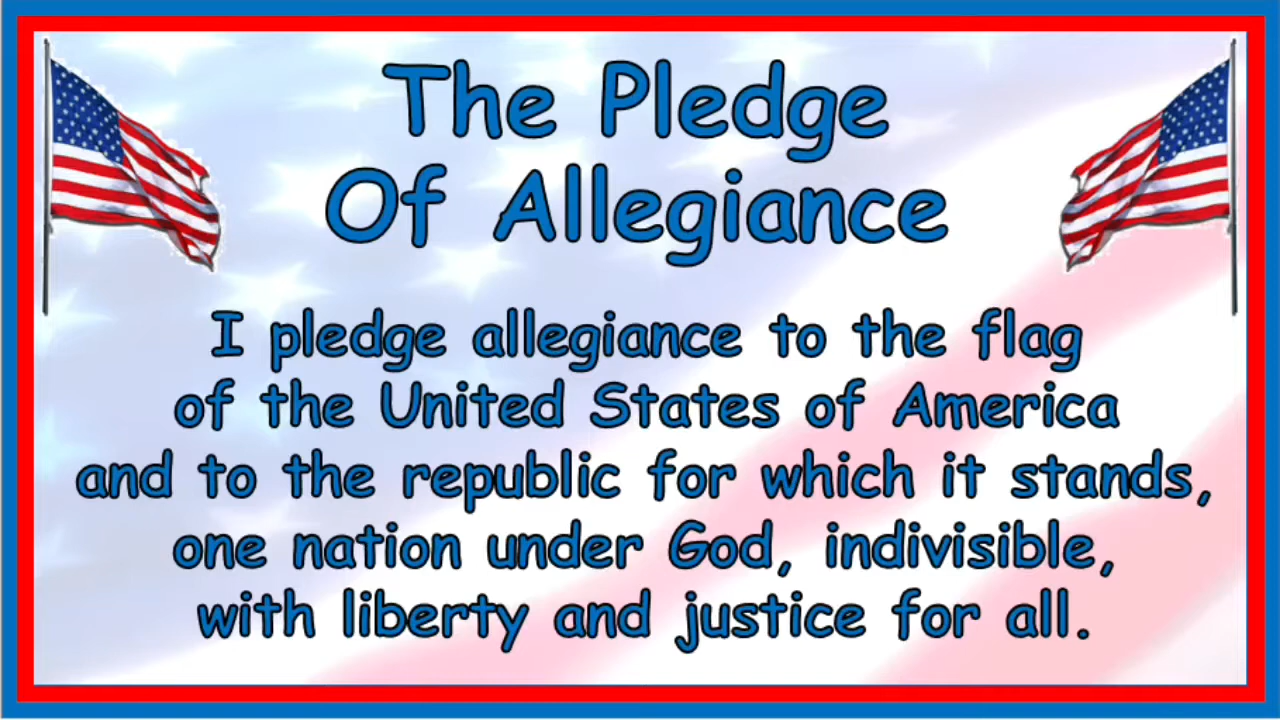 The Pledge
Of Allegiance
I pledge allegiance to the flag
of the United States of America
and to the republic for which it stands,
one nation under God, indivisible,
with liberty and justice for all.